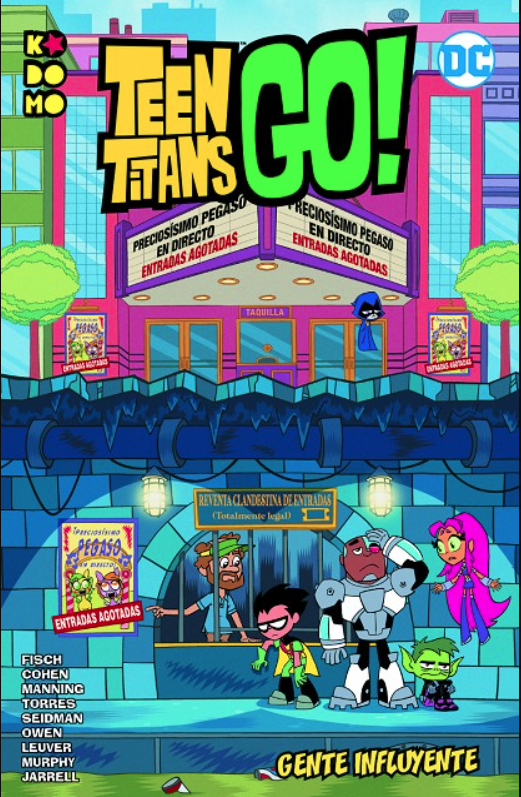 KODOMO
TEEN
TITANS
GO!
DC
PRECIOSÍSIMO PEGASO
EN DIRECTO
ENTRADAS AGOTADAS
PRECIOSÍSIMO PEGASO
EN DIRECTO
ENTRADAS AGOTADAS
TAQUILLA
PEGASO
ENTRADAS AGOTADAS
PEGASO
ENTRADAS AGOTADAS
REVENTA CLANDESTINA DE ENTRADAS
(Totalmente legal)
¡PRECIOSÍSIMO
PEGASO
EN DIRECTO!
ENTRADAS AGOTADAS
FISCH
COHEN
MANNING
TORRES
SEIDMAN
OWEN
LEUVER
MURPHY
JARRELL
GENTE INFLUYENTE